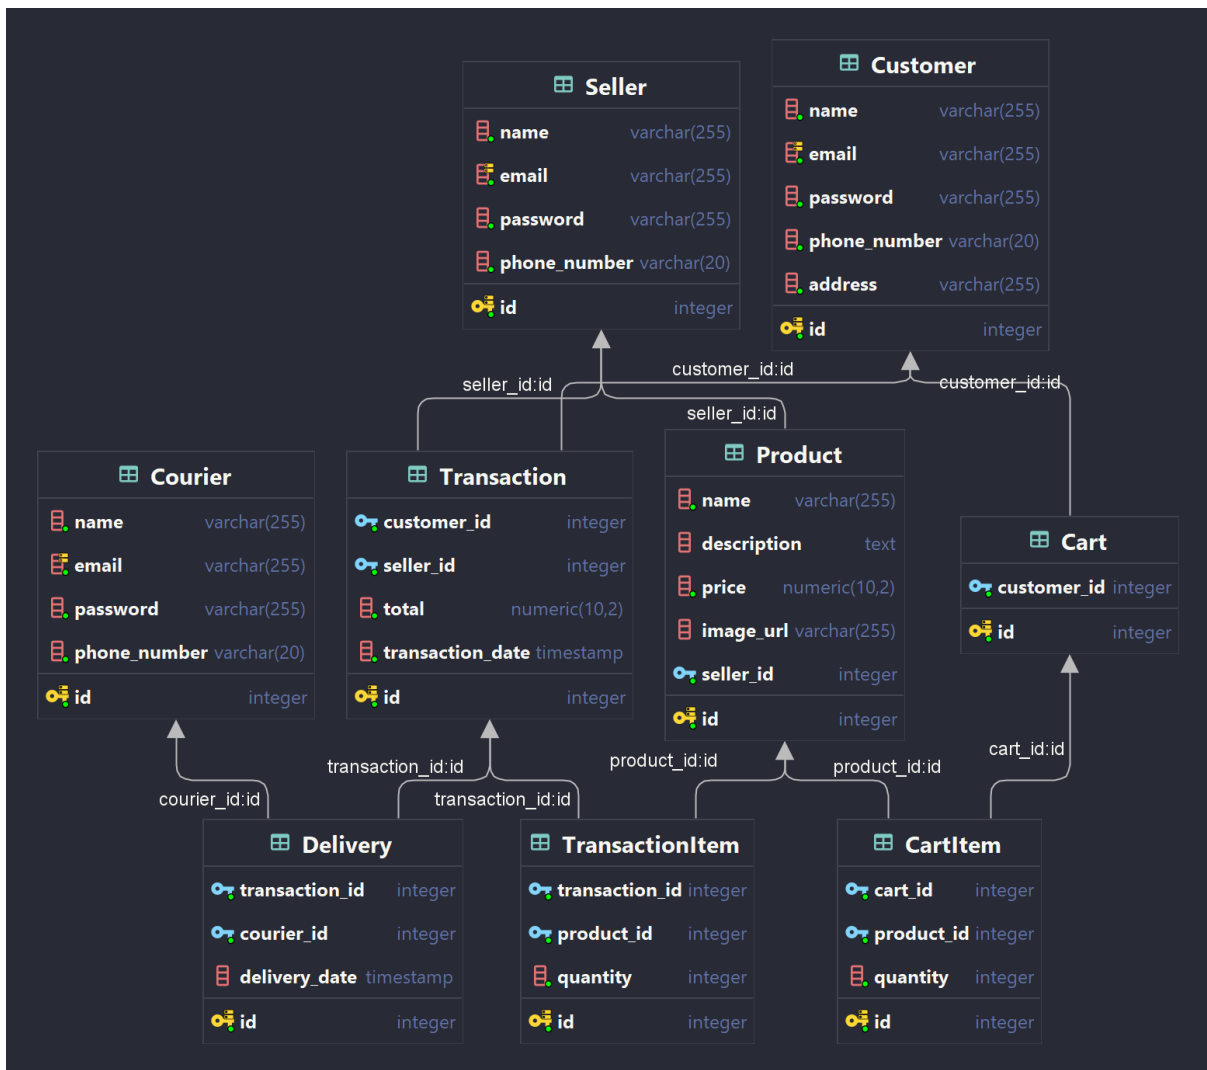 Seller
name varchar(255)
email varchar(255)
password varchar(255)
phone_number varchar(20)
id integer
Customer
name varchar(255)
email varchar(255)
password varchar(255)
phone_number varchar(20)
address varchar(255)
id integer
seller_id:id
customer_id:id
customer_id:id
seller_id:id
Courier
name varchar(255)
email varchar(255)
password varchar(255)
phone_number varchar(20)
id integer
Transaction
customer_id integer
seller_id integer
total numeric(10,2)
transaction_date timestamp
id integer
Product
name varchar(255)
description text
price numeric(10,2)
image_url varchar(255)
seller_id integer
id integer
Cart
customer_id integer
id integer
courier_id:id
transaction_id:id
transaction_id:id
product_id:id
product_id:id
cart_id:id
Delivery
transaction_id integer
courier_id integer
delivery_date timestamp
id integer
TransactionItem
transaction_id integer
product_id integer
quantity integer
id integer
CartItem
cart_id integer
product_id integer
quantity integer
id integer